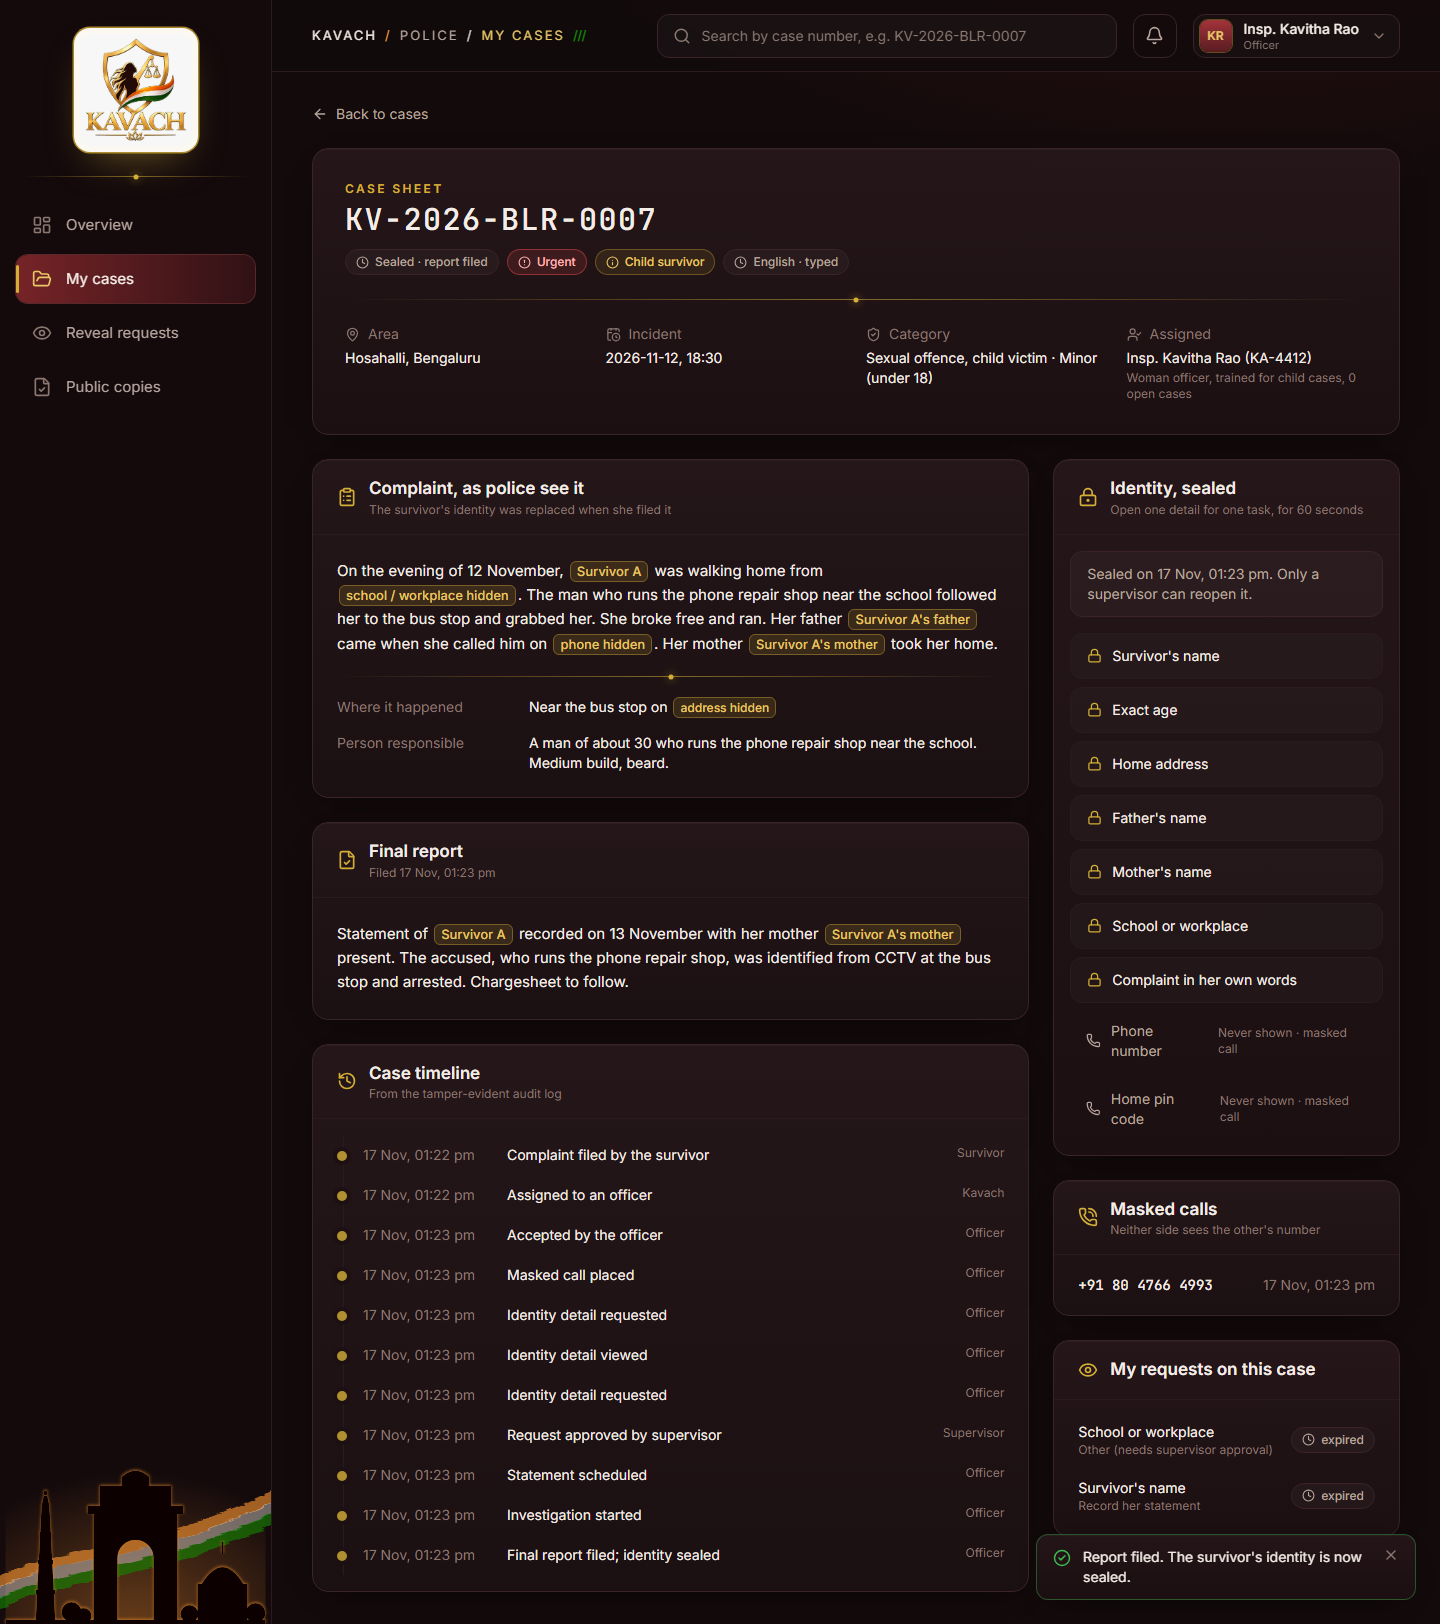 KAVACH
KAVACH / POLICE / MY CASES ///
Search by case number, e.g. KV-2026-BLR-0007
KR
Insp. Kavitha Rao
Officer
Overview
My cases
Reveal requests
Public copies
Back to cases
CASE SHEET
KV-2026-BLR-0007
Sealed · report filed
Urgent
Child survivor
English · typed
Area
Hosahalli, Bengaluru
Incident
2026-11-12, 18:30
Category
Sexual offence, child victim · Minor
(under 18)
Assigned
Insp. Kavitha Rao (KA-4412)
Woman officer, trained for child cases, 0
open cases
Complaint, as police see it
The survivor's identity was replaced when she filed it
On the evening of 12 November, Survivor A was walking home from
school / workplace hidden . The man who runs the phone repair shop near the school followed
her to the bus stop and grabbed her. She broke free and ran. Her father Survivor A's father
came when she called him on phone hidden . Her mother Survivor A's mother took her home.
Where it happened
Near the bus stop on address hidden
Person responsible
A man of about 30 who runs the phone repair shop near the school.
Medium build, beard.
Final report
Filed 17 Nov, 01:23 pm
Statement of Survivor A recorded on 13 November with her mother Survivor A's mother
present. The accused, who runs the phone repair shop, was identified from CCTV at the bus
stop and arrested. Chargesheet to follow.
Case timeline
From the tamper-evident audit log
17 Nov, 01:22 pm Complaint filed by the survivor Survivor
17 Nov, 01:22 pm Assigned to an officer Kavach
17 Nov, 01:23 pm Accepted by the officer Officer
17 Nov, 01:23 pm Masked call placed Officer
17 Nov, 01:23 pm Identity detail requested Officer
17 Nov, 01:23 pm Identity detail viewed Officer
17 Nov, 01:23 pm Identity detail requested Officer
17 Nov, 01:23 pm Request approved by supervisor Supervisor
17 Nov, 01:23 pm Statement scheduled Officer
17 Nov, 01:23 pm Investigation started Officer
17 Nov, 01:23 pm Final report filed; identity sealed Officer
Identity, sealed
Open one detail for one task, for 60 seconds
Sealed on 17 Nov, 01:23 pm. Only a
supervisor can reopen it.
Survivor's name
Exact age
Home address
Father's name
Mother's name
School or workplace
Complaint in her own words
Phone
number
Never shown · masked
call
Home pin
code
Never shown · masked
call
Masked calls
Neither side sees the other's number
+91 80 4766 4993 17 Nov, 01:23 pm
My requests on this case
School or workplace
Other (needs supervisor approval)
expired
Survivor's name
Record her statement
expired
Report filed. The survivor's identity is now
sealed.